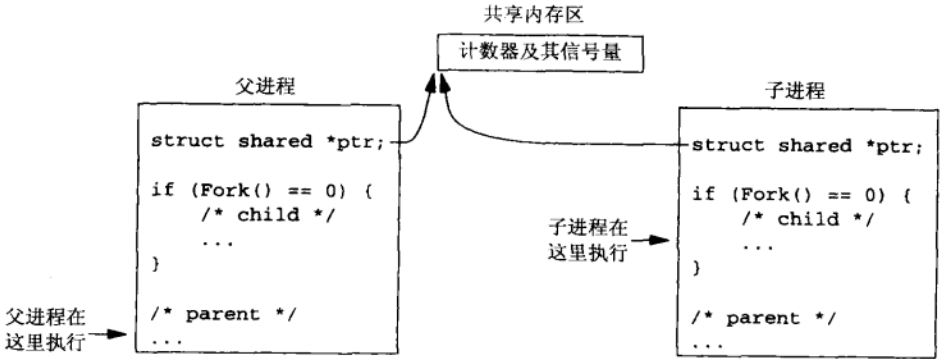 共享内存区
计数器及其信号量
父进程
struct shared *ptr;
if (Fork() == 0) {
/* child */
...
}
/* parent */
...
父进程在
这里执行
子进程
struct shared *ptr;
if (Fork() == 0) {
/* child */
...
}
/* parent */
...
子进程在
这里执行